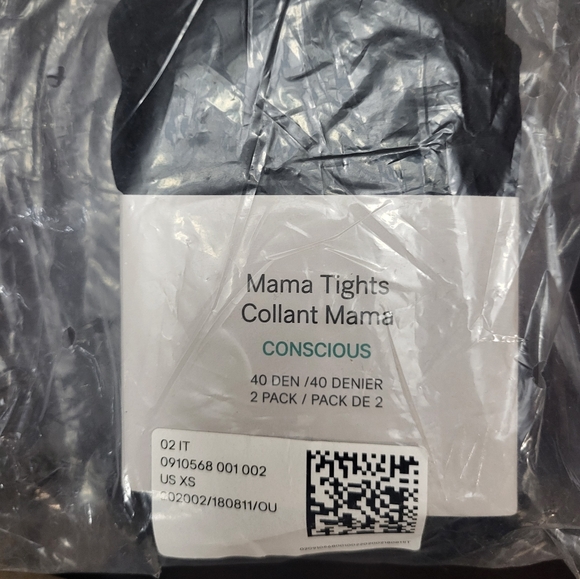 Mama Tights
Collant Mama
CONSCIOUS
40 DEN /40 DENIER
2 PACK / PACK DE 2
02 IT
0910568 001 002
US XS
202002/180811/OU